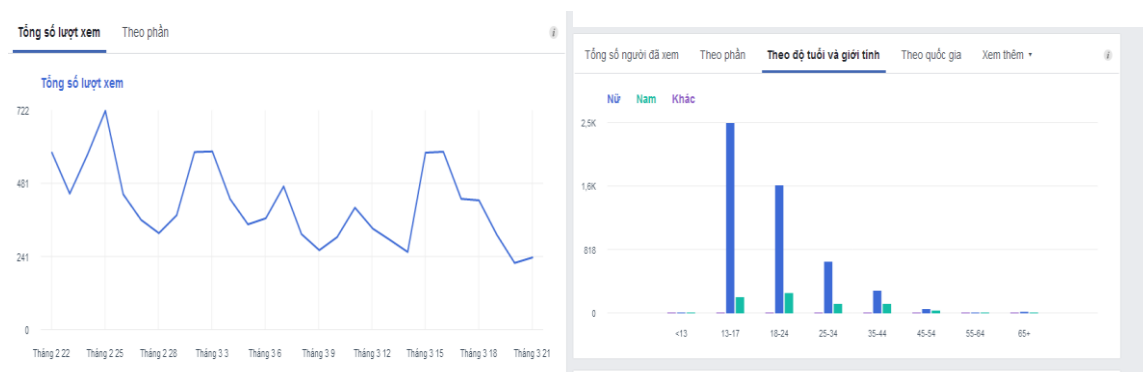 Tổng số lượt xem Theo phần
Tổng số lượt xem
722
481
241
0
Tháng 2 22 Tháng 2 25 Tháng 2 28 Tháng 3 3 Tháng 3 6 Tháng 3 9 Tháng 3 12 Tháng 3 15 Tháng 3 18 Tháng 3 21
Tổng số người đã xem Theo phần Theo độ tuổi và giới tính Theo quốc gia Xem thêm
Nữ Nam Khác
2,5K
1,6K
818
0
<13 13-17 18-24 25-34 35-44 45-54 55-64 65+